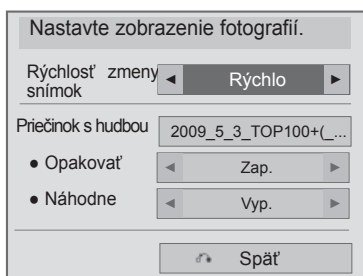 Nastavte zobrazenie fotografií.
Rýchlosť zmeny snímok ◄ Rýchlo ►
Priečinok s hudbou 2009_5_3_TOP100+(_...
● Opakovať ◄ Zap. ►
● Náhodne ◄ Vyp. ►
Späť